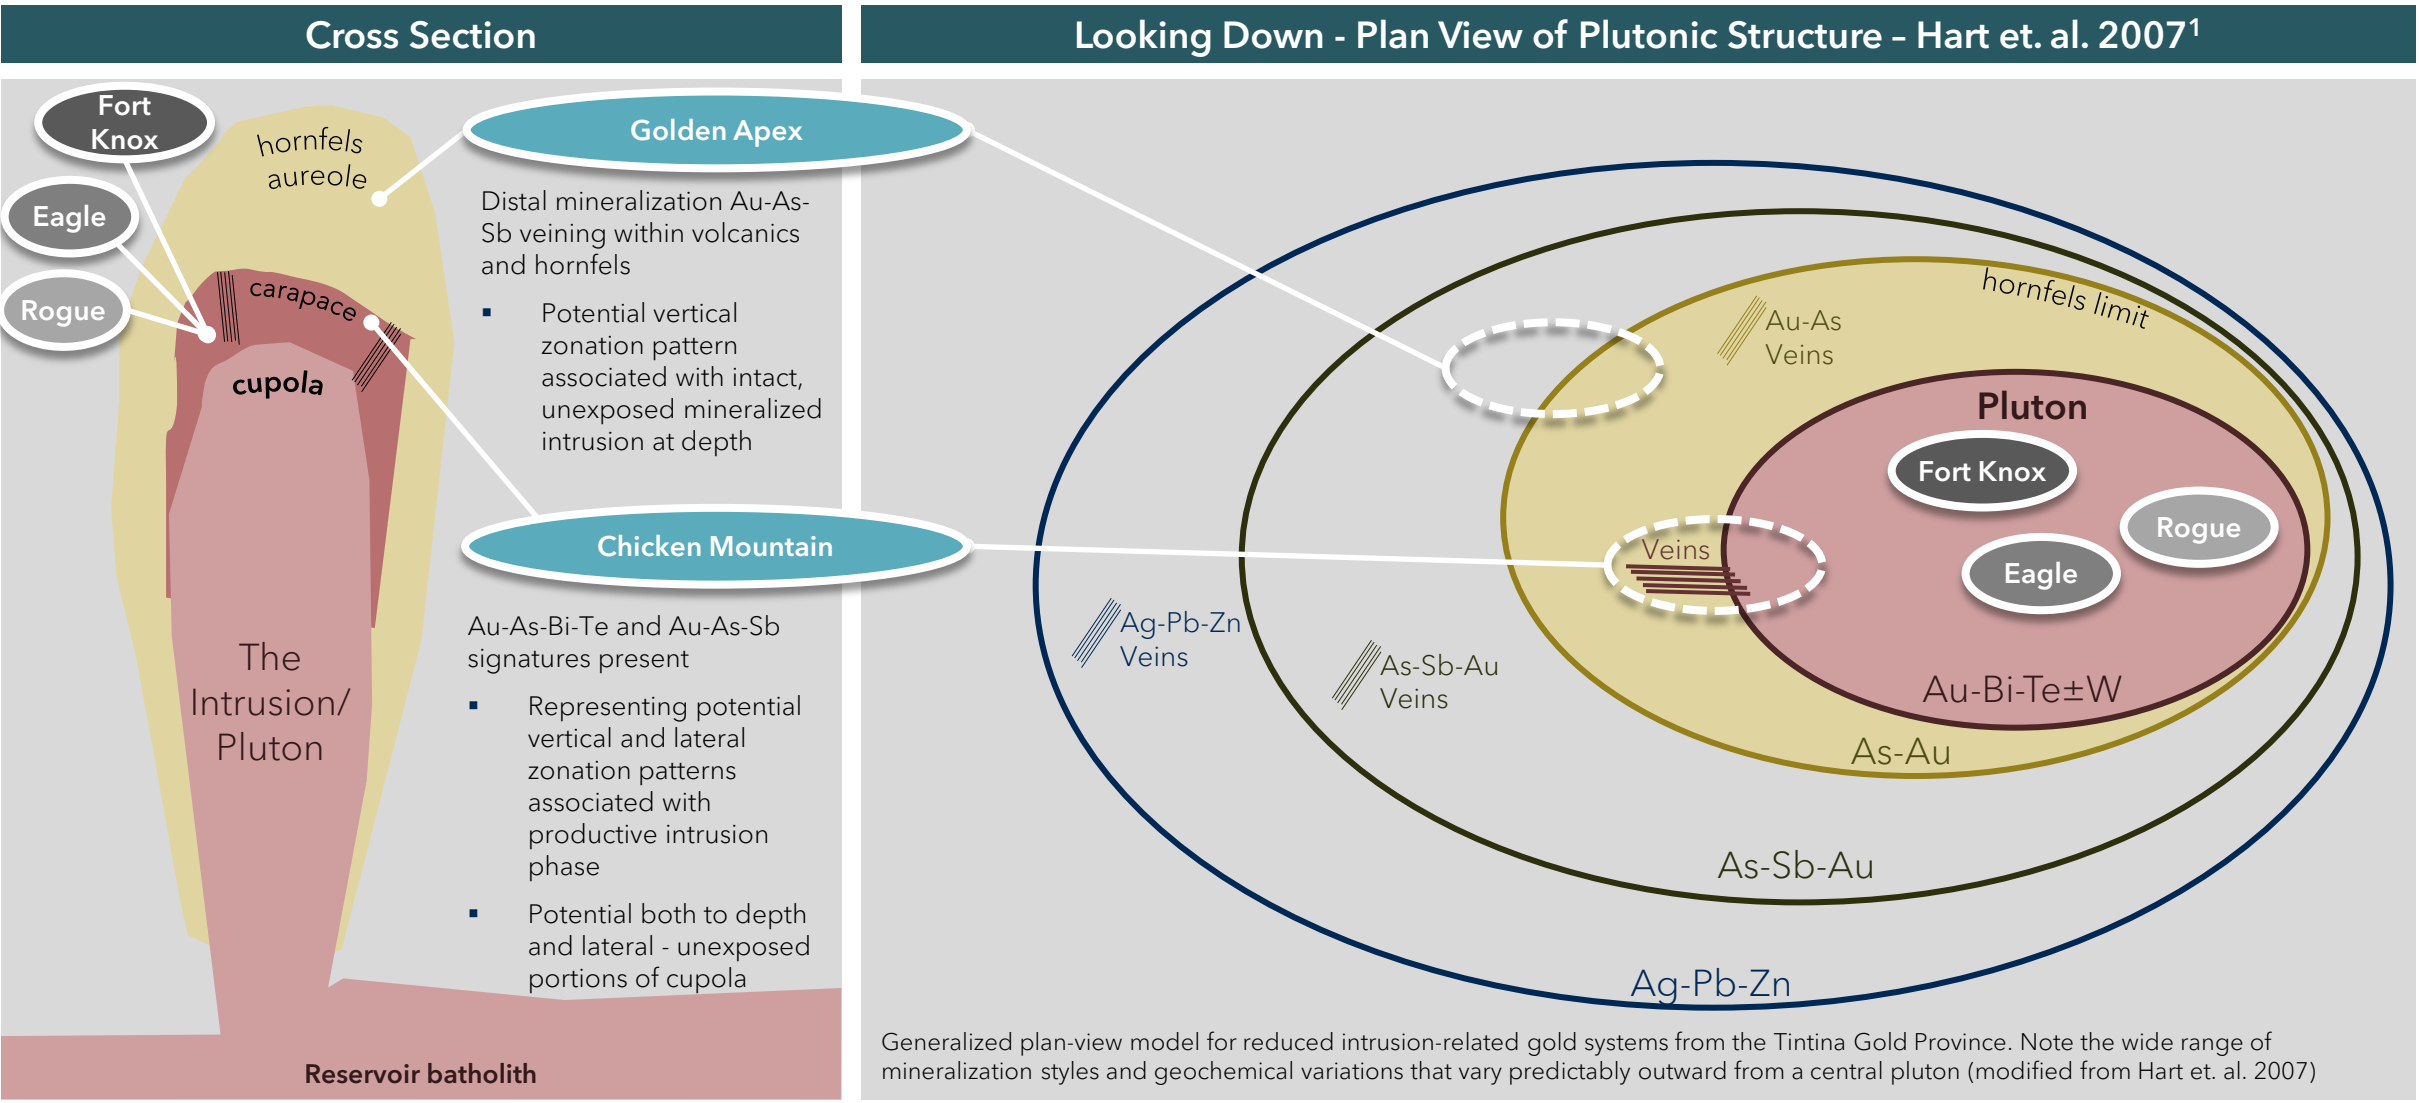 Cross Section
Looking Down - Plan View of Plutonic Structure – Hart et. al. 2007¹
Fort
Knox
Eagle
Rogue
hornfels
aureole
carapace
cupola
The
Intrusion/
Pluton
Reservoir batholith
Golden Apex
Distal mineralization Au-As-
Sb veining within volcanics
and hornfels
▪ Potential vertical
zonation pattern
associated with intact,
unexposed mineralized
intrusion at depth
Chicken Mountain
Au-As-Bi-Te and Au-As-Sb
signatures present
▪ Representing potential
vertical and lateral
zonation patterns
associated with
productive intrusion
phase
▪ Potential both to depth
and lateral - unexposed
portions of cupola
hornfels limit
Au-As
Veins
Pluton
Fort Knox
Rogue
Eagle
Veins
Ag-Pb-Zn
Veins
As-Sb-Au
Veins
Au-Bi-Te±W
As-Au
As-Sb-Au
Ag-Pb-Zn
Generalized plan-view model for reduced intrusion-related gold systems from the Tintina Gold Province. Note the wide range of
mineralization styles and geochemical variations that vary predictably outward from a central pluton (modified from Hart et. al. 2007)